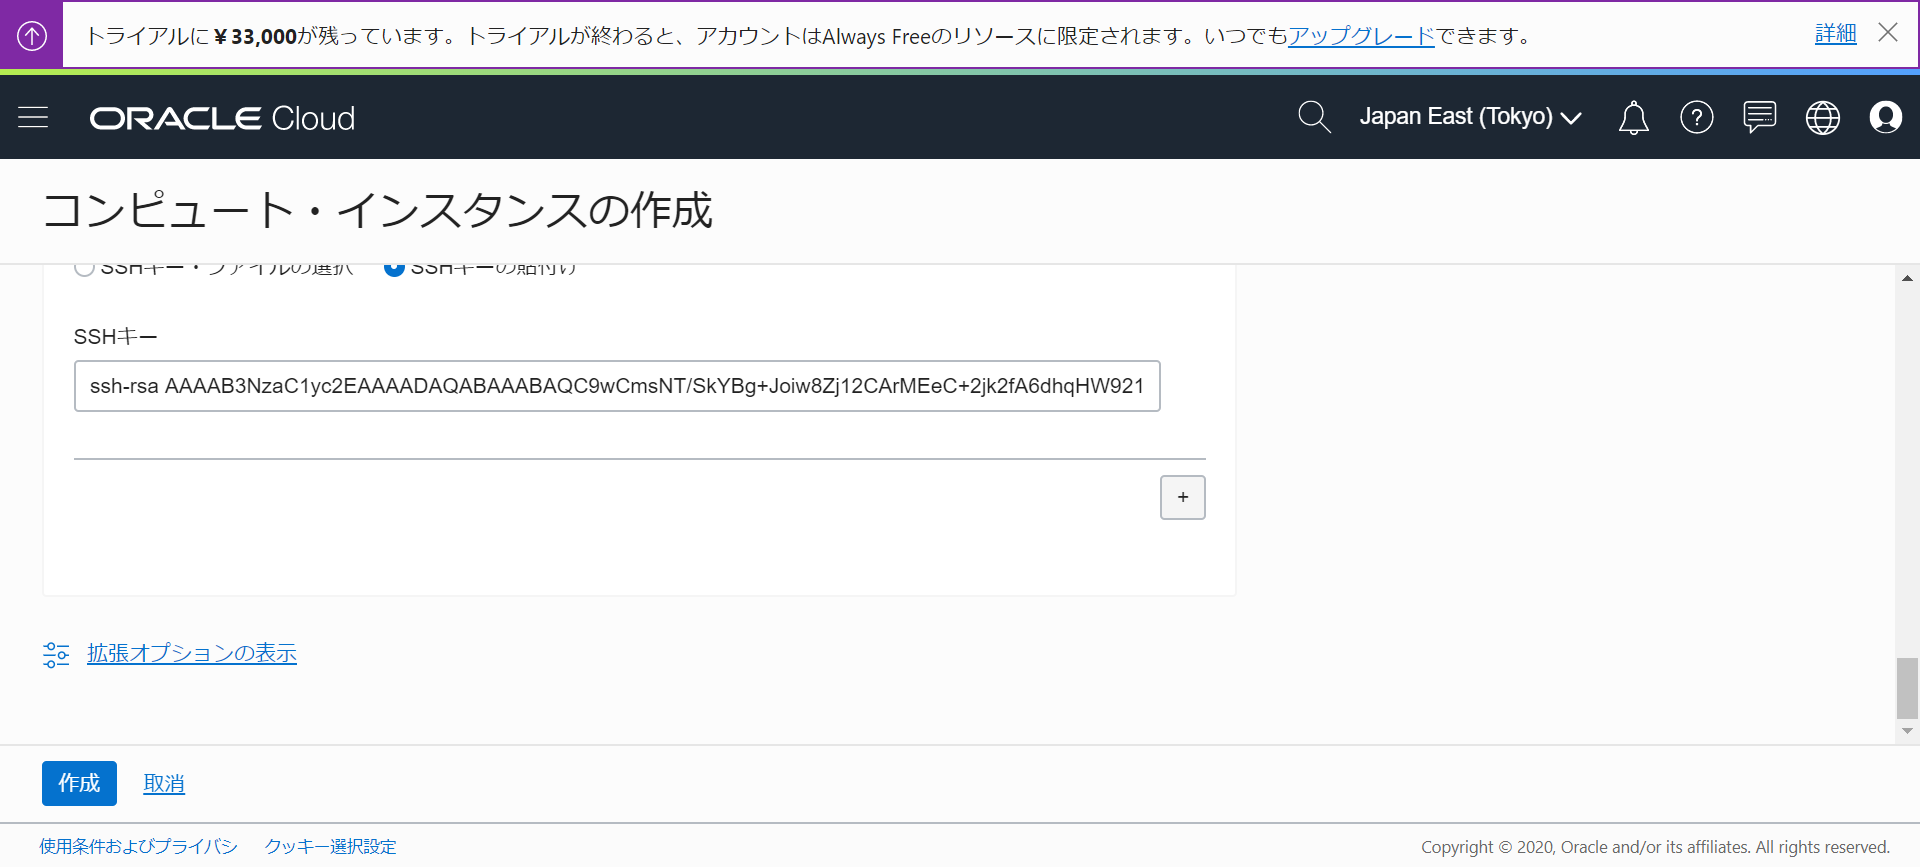 トライアルに¥33,000が残っています。トライアルが終わると、アカウントはAlways Freeのリソースに限定されます。いつでもアップグレードできます。
詳細
ORACLE Cloud
Japan East (Tokyo)
コンピュート・インスタンスの作成
SSHキー・ファイルの選択 SSHキーの貼付け
SSHキー
ssh-rsa AAAAB3NzaC1yc2EAAAADAQABAAABAQC9wCmsNT/SkYBg+Joiw8Zj12CArMEeC+2jk2fA6dhqHW921
+
拡張オプションの表示
作成 取消
使用条件およびプライバシ クッキー選択設定
Copyright © 2020, Oracle and/or its affiliates. All rights reserved.